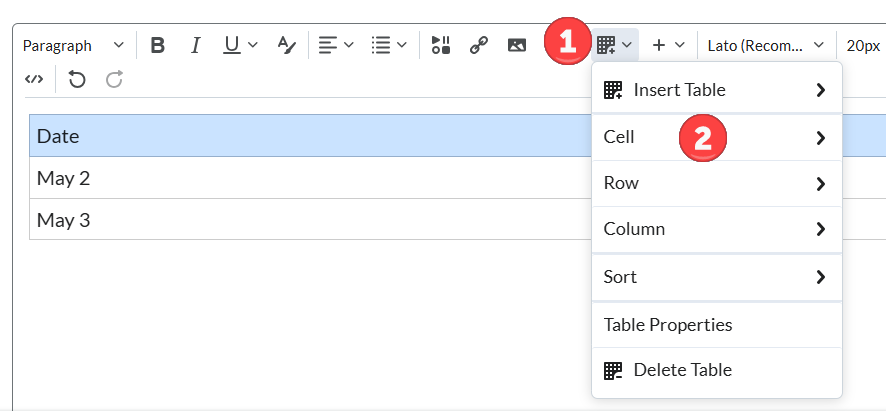 Paragraph B I U A 1 + Lato (Recom... 20px
</>
Insert Table
Date
Cell 2
May 2
Row
May 3
Column
Sort
Table Properties
Delete Table